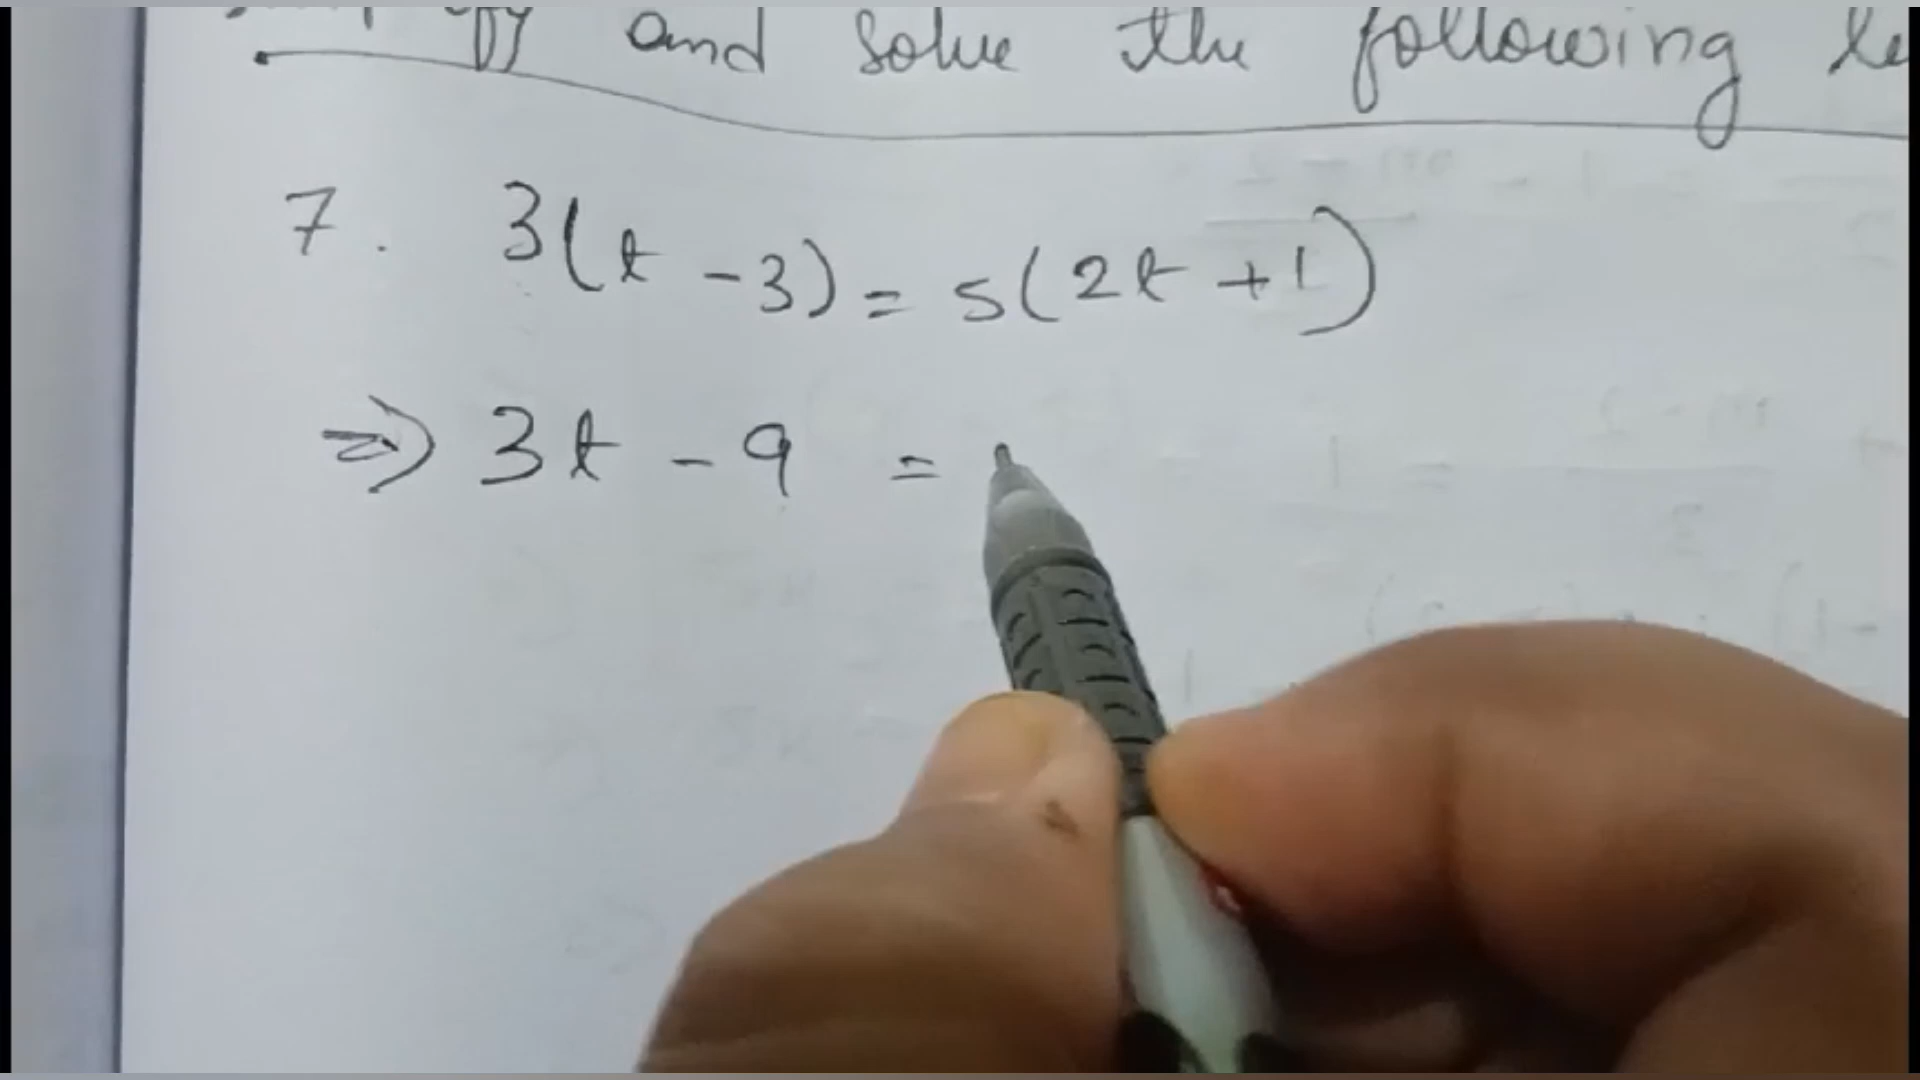 and solve the following
7. 3(t - 3) = 5(2t + 1)
⇒ 3t - 9 =